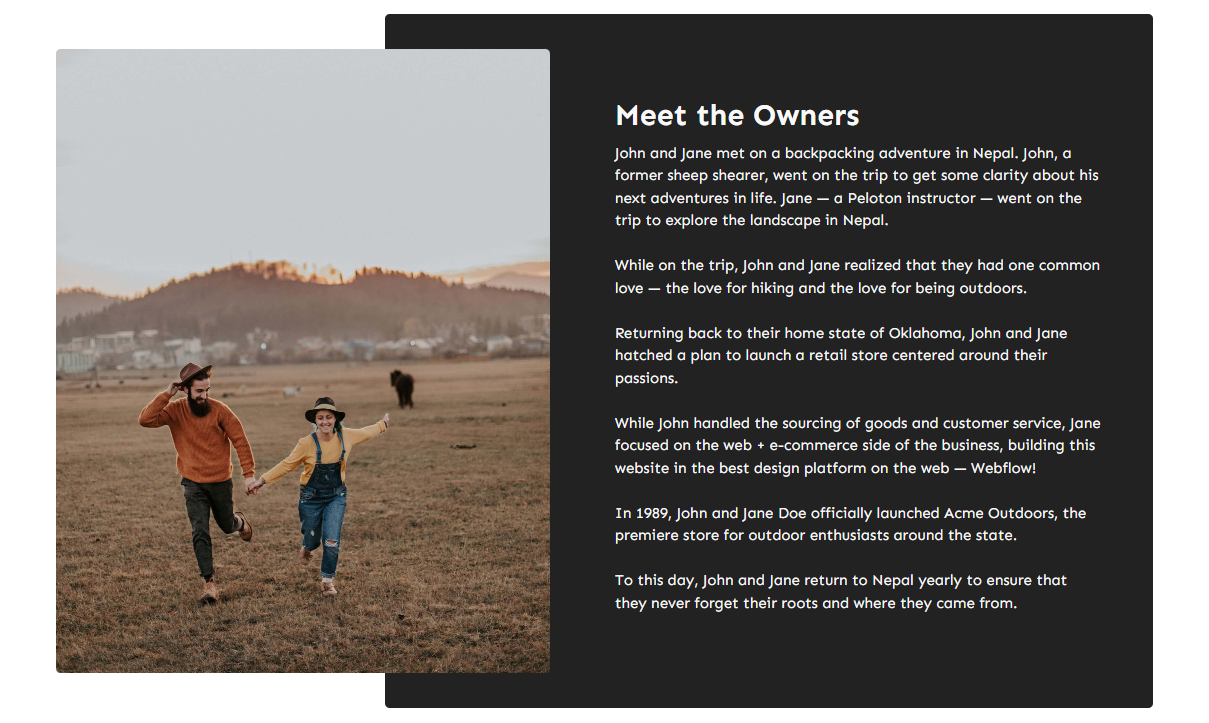 Meet the Owners
John and Jane met on a backpacking adventure in Nepal. John, a
former sheep shearer, went on the trip to get some clarity about his
next adventures in life. Jane — a Peloton instructor — went on the
trip to explore the landscape in Nepal.
While on the trip, John and Jane realized that they had one common
love — the love for hiking and the love for being outdoors.
Returning back to their home state of Oklahoma, John and Jane
hatched a plan to launch a retail store centered around their
passions.
While John handled the sourcing of goods and customer service, Jane
focused on the web + e-commerce side of the business, building this
website in the best design platform on the web — Webflow!
In 1989, John and Jane Doe officially launched Acme Outdoors, the
premiere store for outdoor enthusiasts around the state.
To this day, John and Jane return to Nepal yearly to ensure that
they never forget their roots and where they came from.